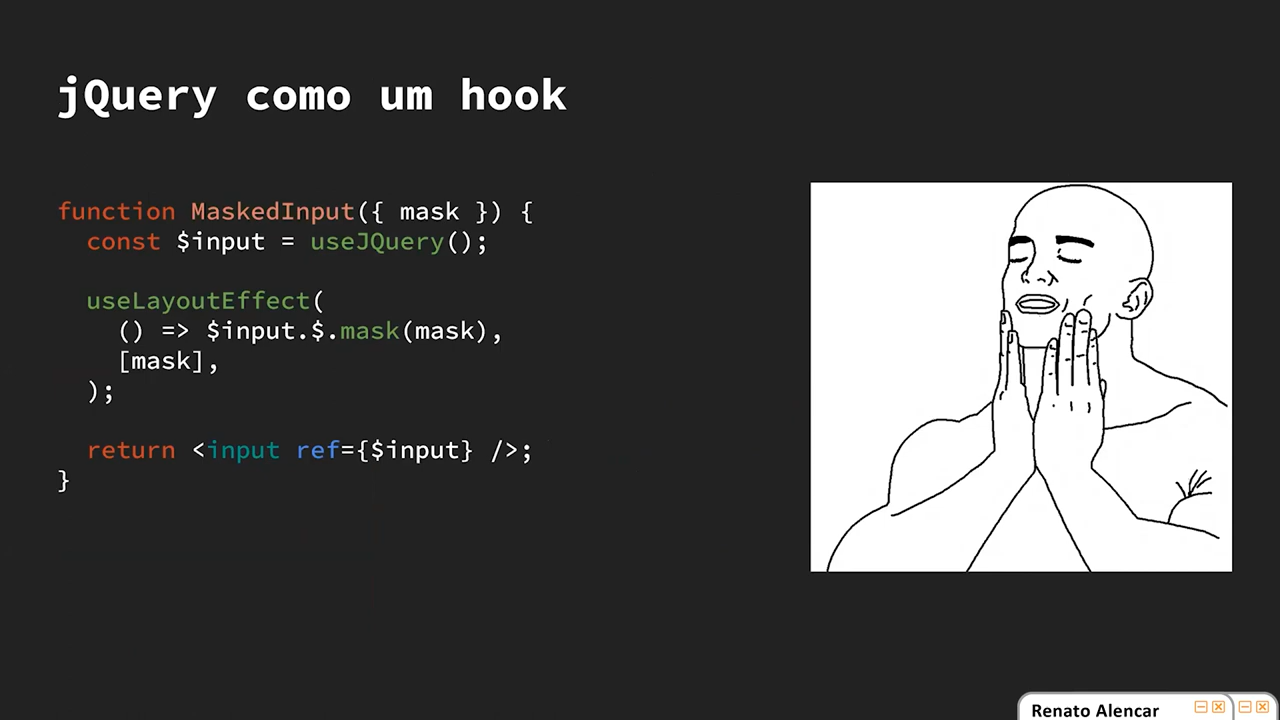 jQuery como um hook
function MaskedInput({ mask }) {
  const $input = useJQuery();
  useLayoutEffect(
    () => $input.$.mask(mask),
    [mask],
  );
  return <input ref={$input} />;
}
Renato Alencar